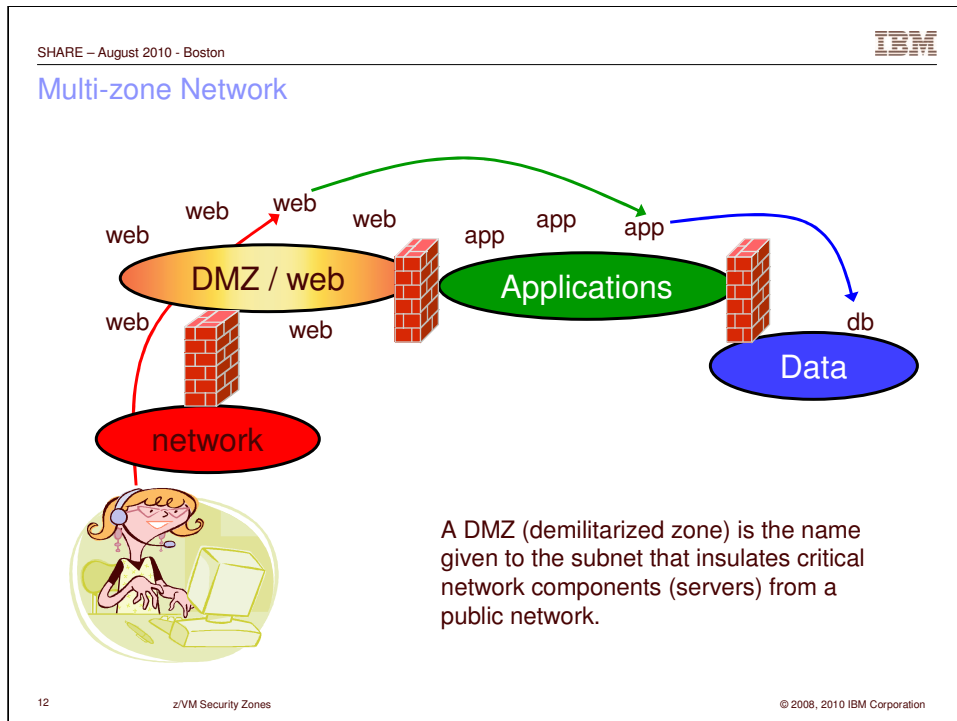 SHARE – August 2010 - Boston
IBM
Multi-zone Network
web
web
web
web
app
app
app
DMZ / web
Applications
web
web
db
Data
network
A DMZ (demilitarized zone) is the name
given to the subnet that insulates critical
network components (servers) from a
public network.
12
z/VM Security Zones
© 2008, 2010 IBM Corporation